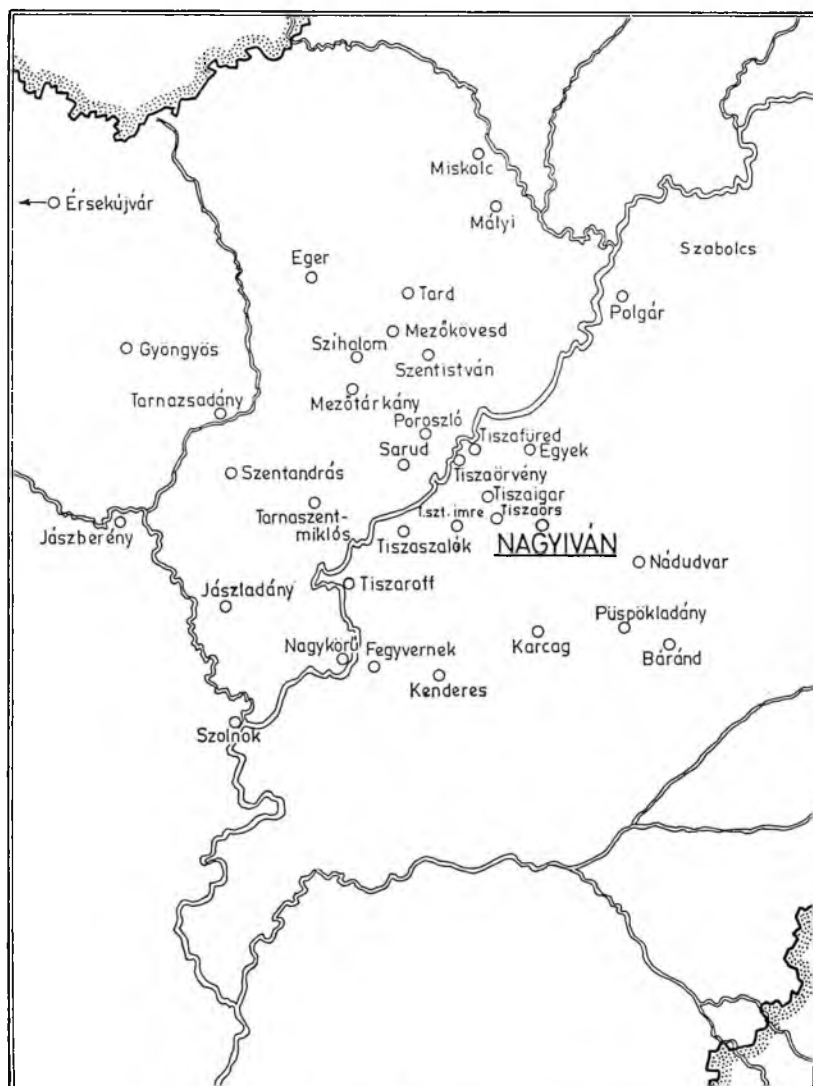 Miskolc
Érsekújvár
Mályi
Szabolcs
Eger
Tard
Polgár
Mezőkövesd
Gyöngyös
Szihalom
Szentistván
Tarnazsadány
Mezőtárkány
Poroszló
Tiszafüred
Sarud
Egyek
Tiszaörvény
Szentandrás
Tiszaigar
Tarnaszent-
miklós
T.szt.imre
Tiszaörs
Jászberény
Tiszaszalók
NAGYIVÁN
Nádudvar
Tiszaroff
Jászladány
Püspökladány
Karcag
Nagykörű
Fegyvernek
Báránd
Kenderes
Szolnok